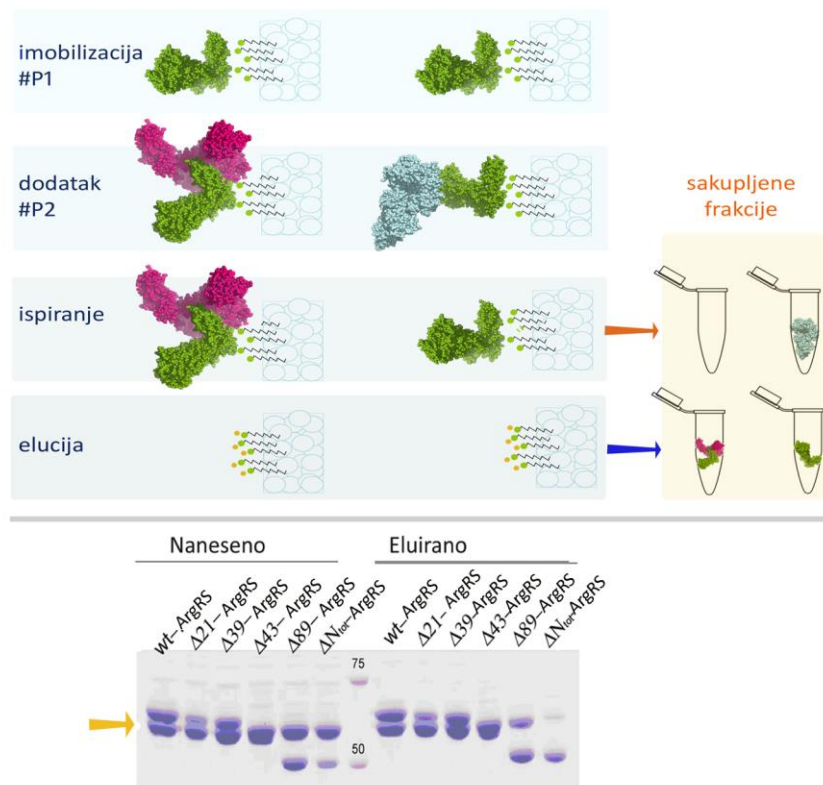 imobilizacija
#P1
dodatak
#P2
sakupljene
frakcije
ispiranje
elucija
Naneseno
Eluirano
wt–ArgRS
Δ21–ArgRS
Δ39–ArgRS
Δ43–ArgRS
Δ89–ArgRS
ΔNtot–ArgRS
wt–ArgRS
Δ21–ArgRS
Δ39-ArgRS
Δ43-ArgRS
Δ89–ArgRS
ΔNtot–ArgRS
75
50